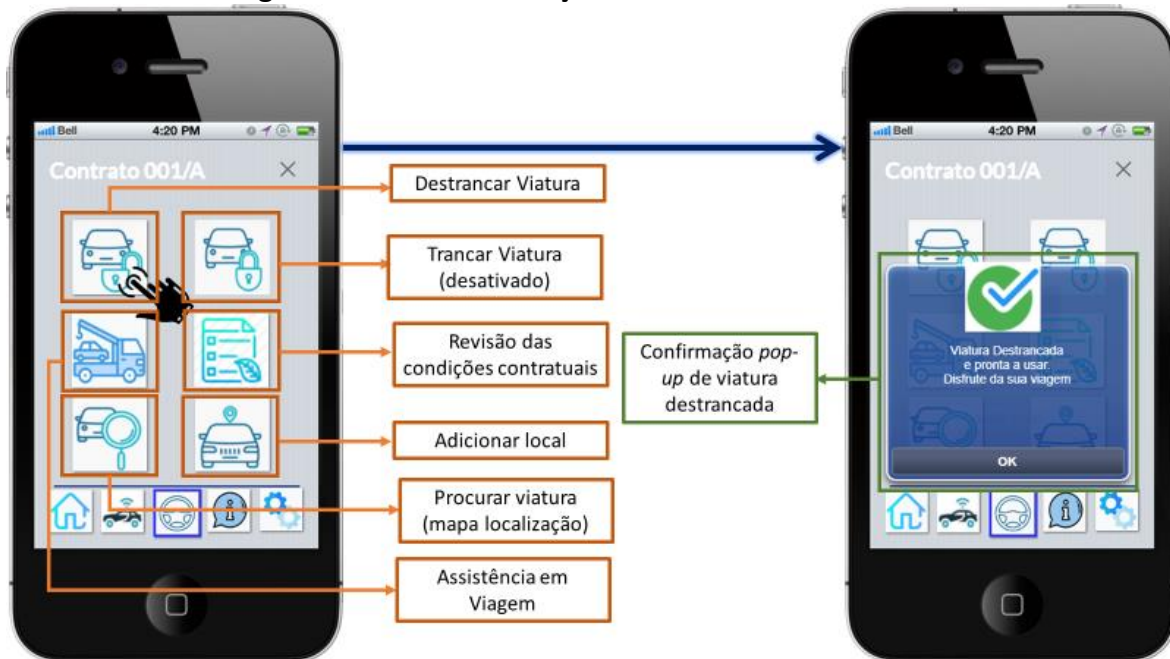 Bell 4:20 PM
Contrato 001/A
Destrancar Viatura
Trancar Viatura
(desativado)
Revisão das
condições contratuais
Adicionar local
Procurar viatura
(mapa localização)
Assistência em
Viagem
Confirmação pop-
up de viatura
destrancada
Bell 4:20 PM
Contrato 001/A
Viatura Destrancada
e pronta a usar.
Disfrute da sua viagem
OK